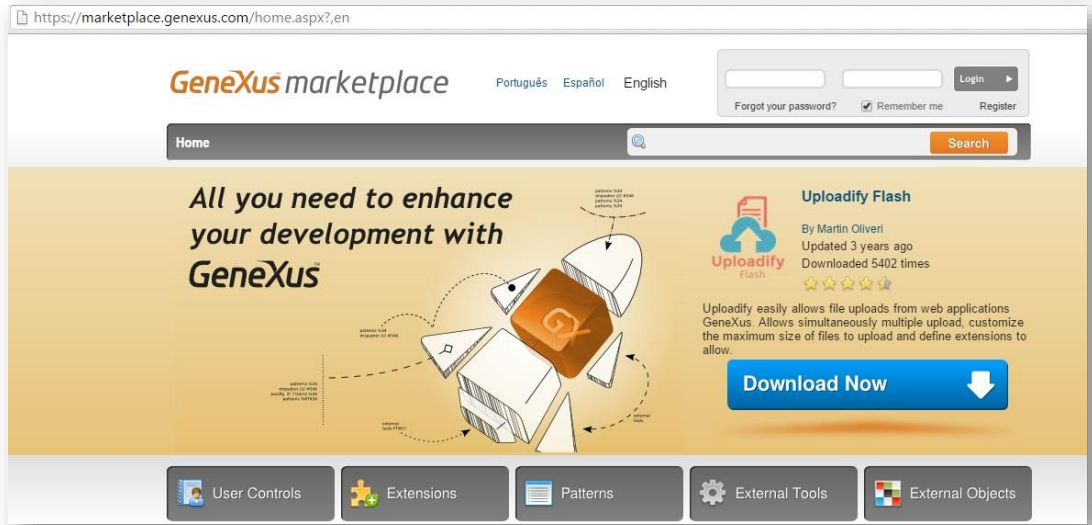 https://marketplace.genexus.com/home.aspx?,en
GeneXus marketplace
Português Español English
Login
Forgot your password? Remember me Register
Home
Search
All you need to enhance
your development with
GeneXus
Uploadify Flash
By Martin Oliveri
Updated 3 years ago
Downloaded 5402 times
Uploadify
Flash
Uploadify easily allows file uploads from web applications
GeneXus. Allows simultaneously multiple upload, customize
the maximum size of files to upload and define extensions to
allow.
Download Now
GX
external
tools
User Controls
Extensions
Patterns
External Tools
External Objects